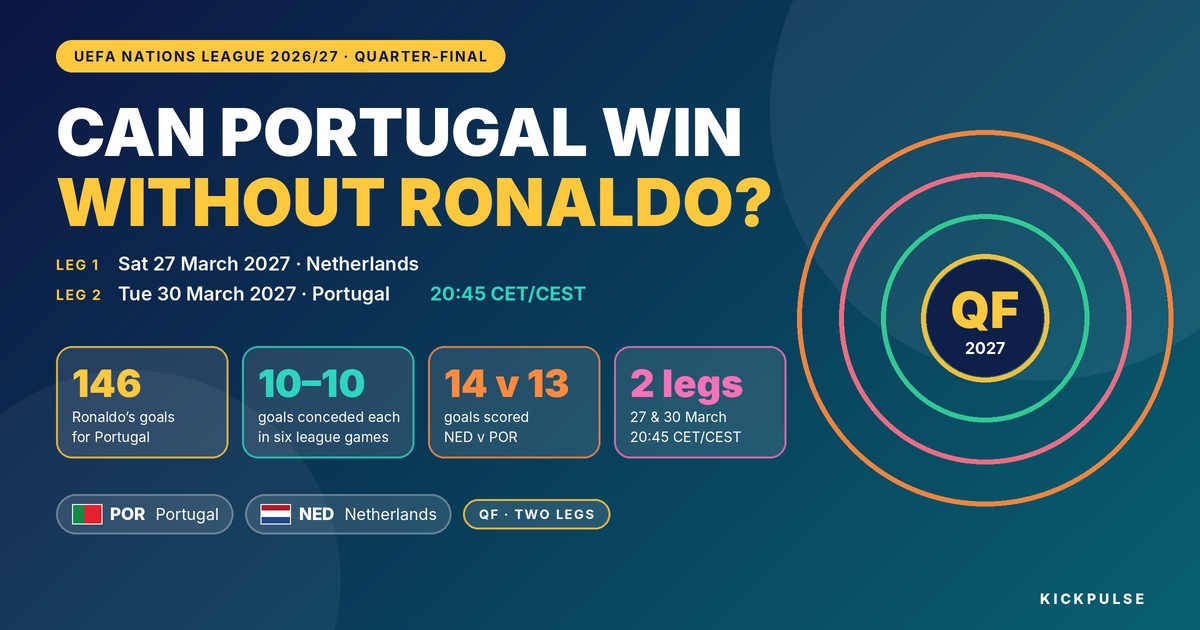 UEFA NATIONS LEAGUE 2026/27 · QUARTER-FINAL
CAN PORTUGAL WIN
WITHOUT RONALDO?
LEG 1 Sat 27 March 2027 · Netherlands
LEG 2 Tue 30 March 2027 · Portugal 20:45 CET/CEST
146
Ronaldo’s goals
for Portugal
10–10
goals conceded each
in six league games
14 v 13
goals scored
NED v POR
2 legs
27 & 30 March
20:45 CET/CEST
QF
2027
POR Portugal
NED Netherlands
QF · TWO LEGS
KICKPULSE